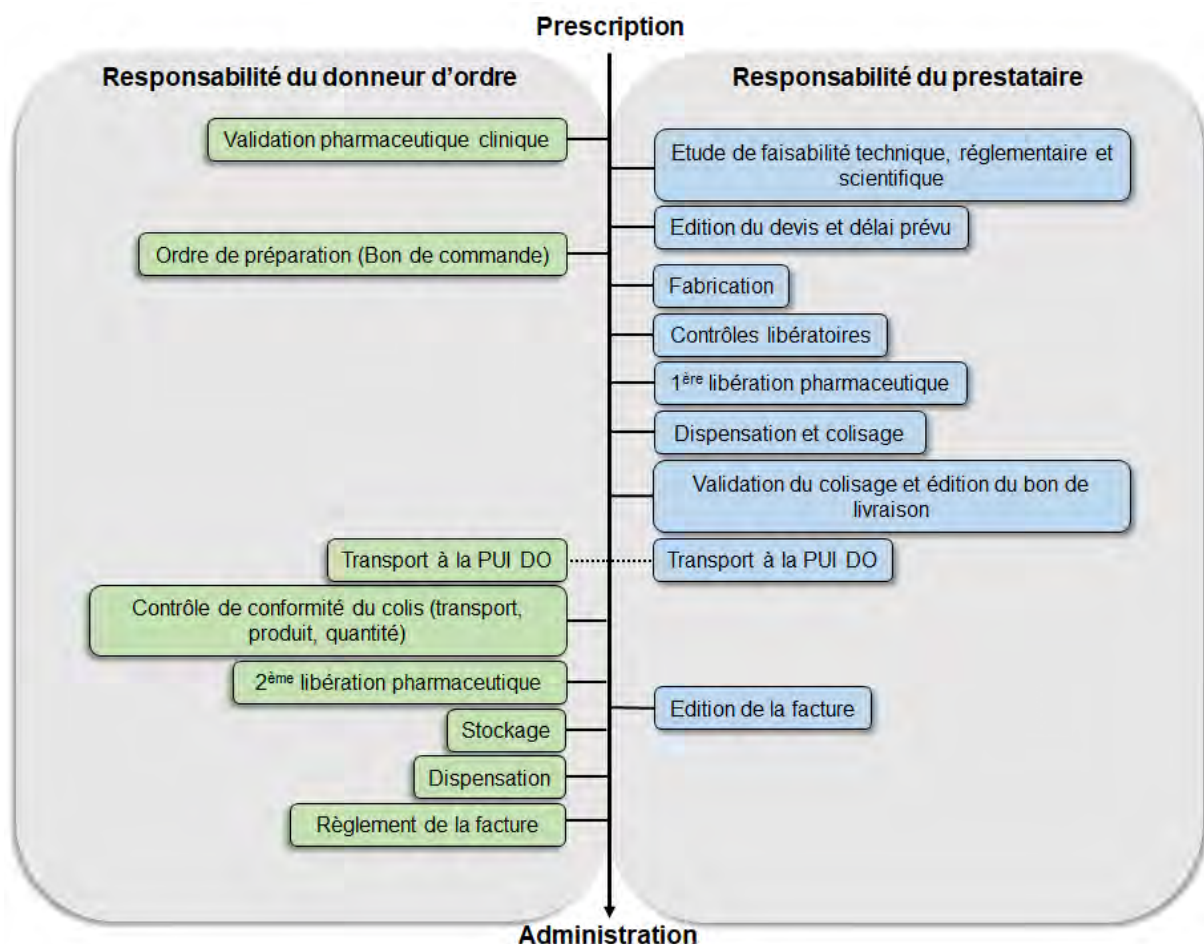 Prescription
Responsabilité du donneur d'ordre
Responsabilité du prestataire
Validation pharmaceutique clinique
Etude de faisabilité technique, réglementaire et
scientifique
Edition du devis et délai prévu
Ordre de préparation (Bon de commande)
Fabrication
Contrôles libératoires
1ère libération pharmaceutique
Dispensation et colisage
Validation du colisage et édition du bon de
livraison
Transport à la PUI DO
Transport à la PUI DO
Contrôle de conformité du colis (transport,
produit, quantité)
2ème libération pharmaceutique
Edition de la facture
Stockage
Dispensation
Règlement de la facture
Administration